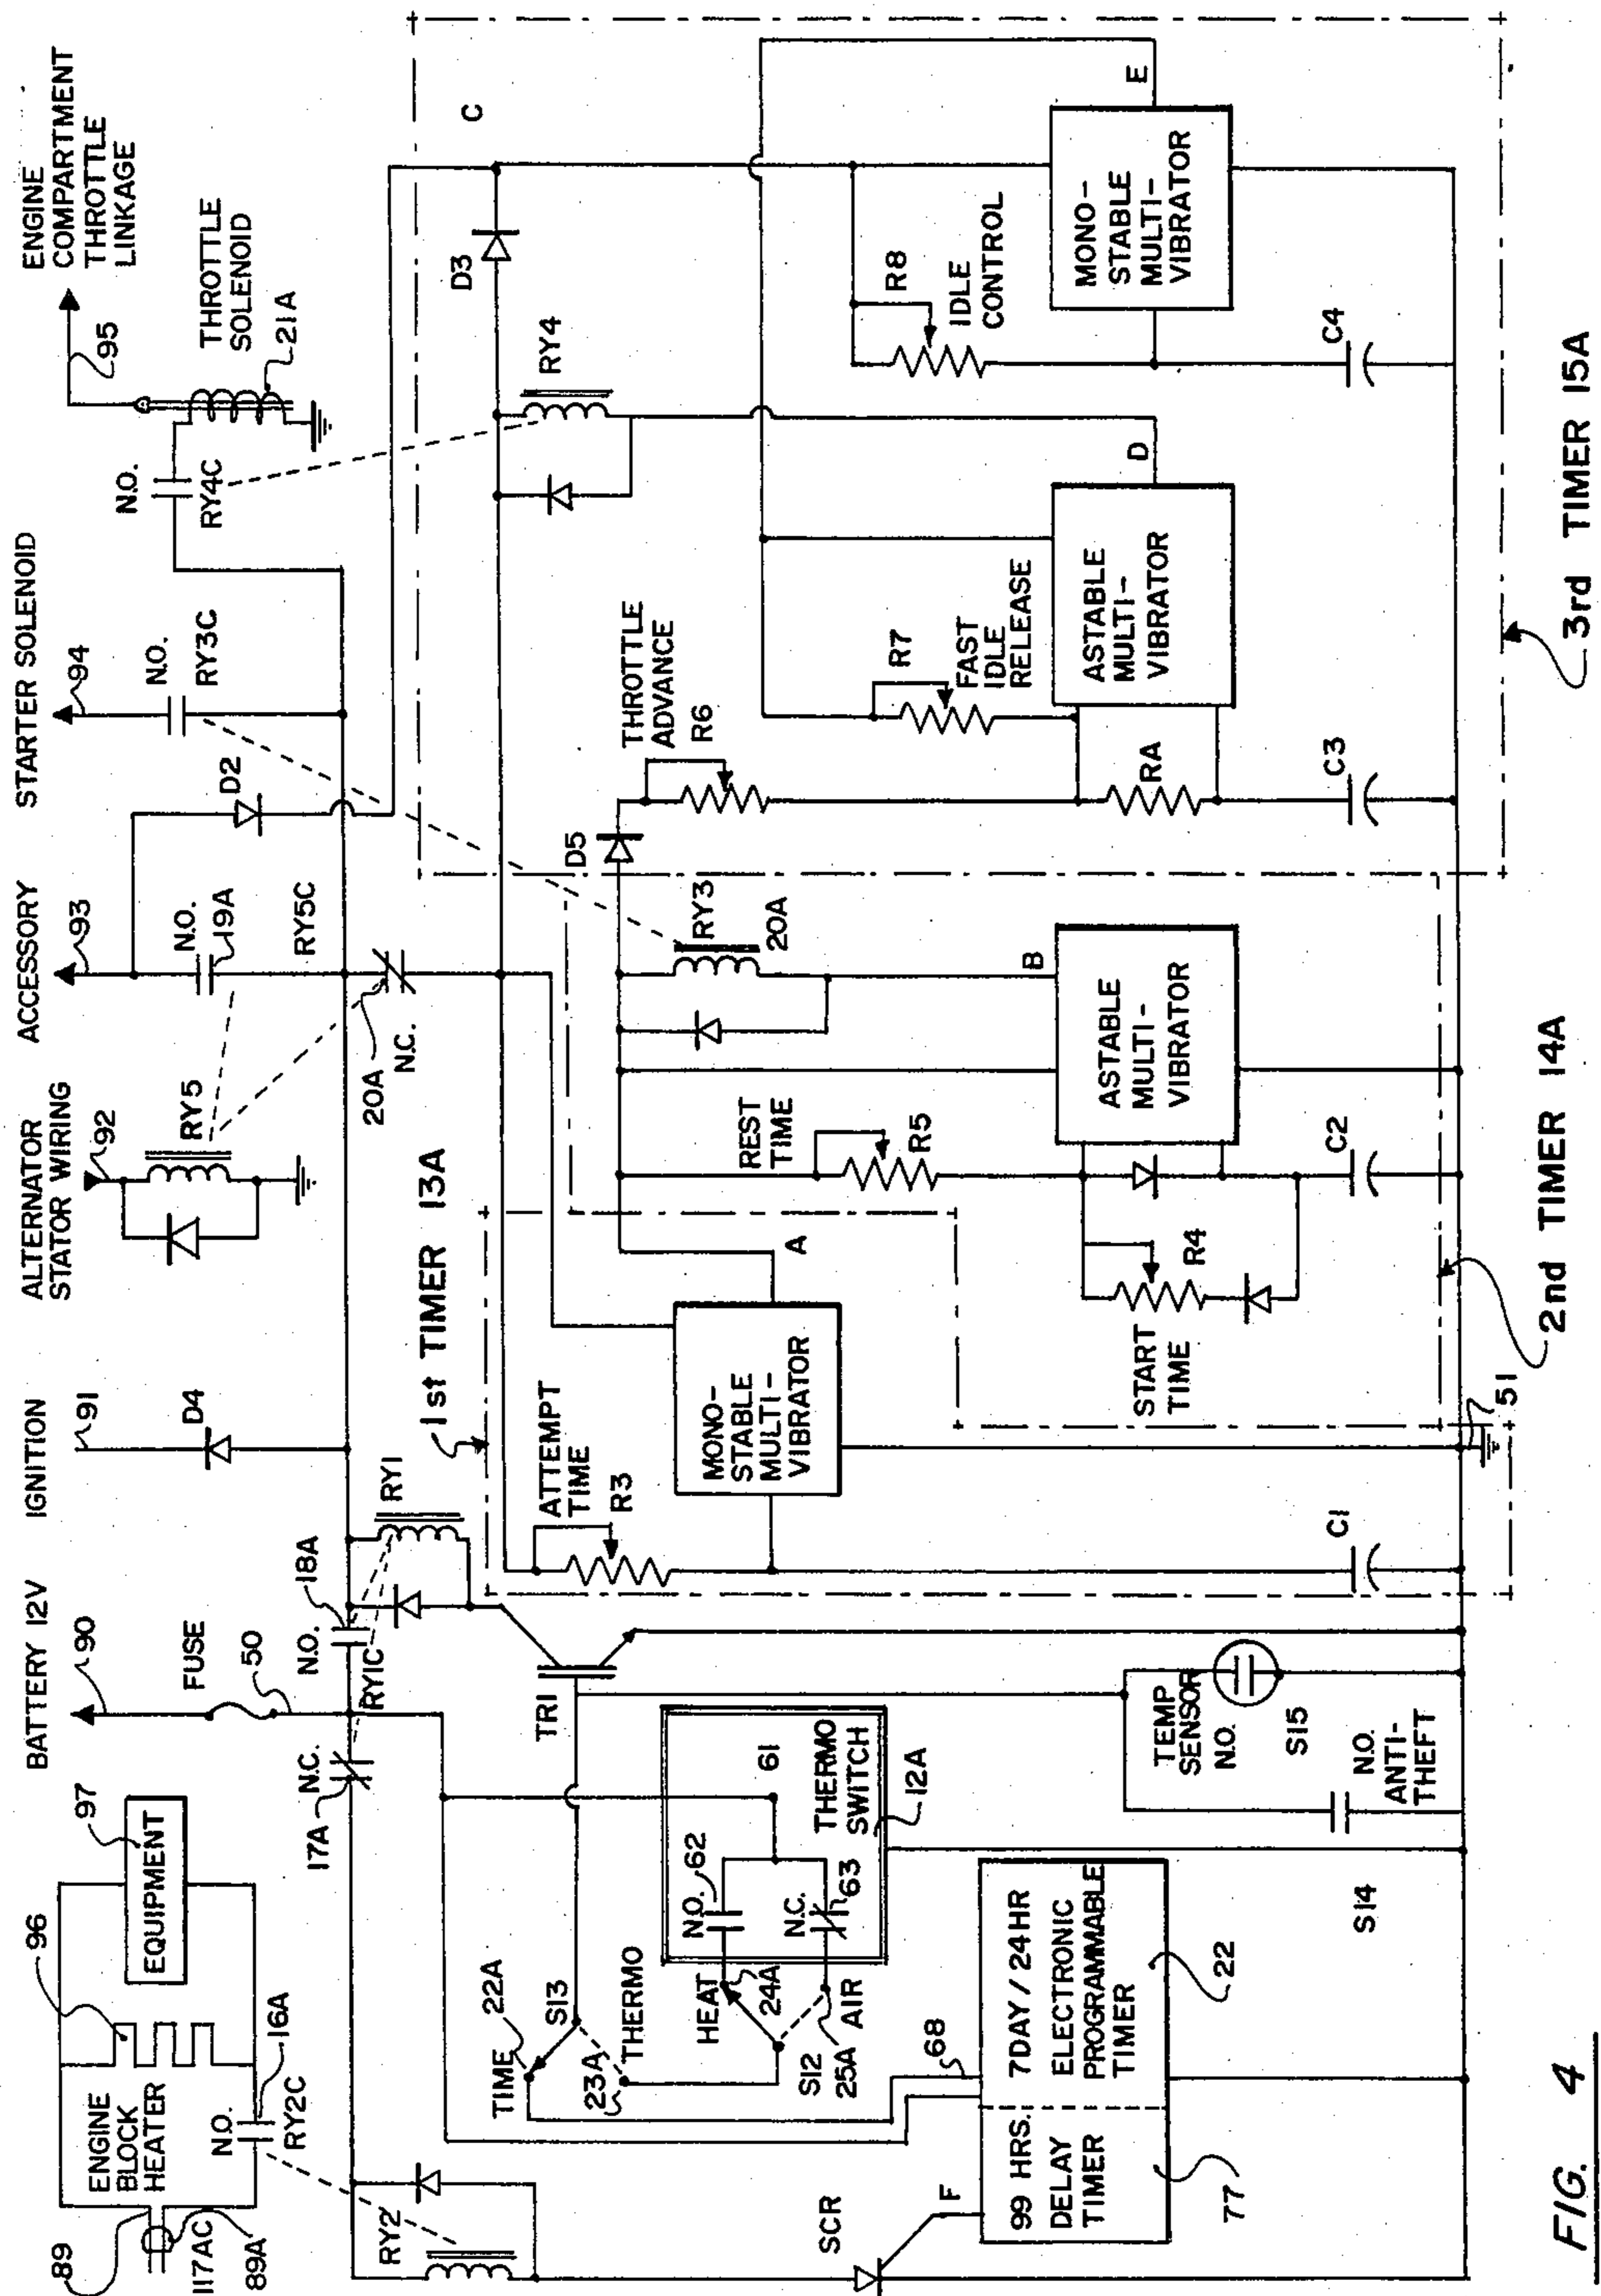 89
117AC
89A
ENGINE
BLOCK
HEATER
N.O.
16A
RY2C
96
EQUIPMENT
97
BATTERY 12V
90
FUSE
50
IGNITION
91
D4
ALTERNATOR
STATOR WIRING
92
RY5
ACCESSORY
93
N.O.
19A
RY5C
20A
N.C.
STARTER SOLENOID
94
D2
N.O.
RY3C
N.O.
RY4C
ENGINE
COMPARTMENT
THROTTLE
LINKAGE
95
THROTTLE
SOLENOID
21A
17A
N.C.
N.O.
18A
RY1C
RY1
RY2
1st TIMER 13A
ATTEMPT
TIME
R3
MONO-
STABLE
MULTI-
VIBRATOR
A
C1
51
REST
TIME
R5
RY3
20A
B
ASTABLE
MULTI-
VIBRATOR
START
TIME
R4
C2
2nd TIMER 14A
D5
THROTTLE
ADVANCE
R6
R7
FAST
IDLE
RELEASE
RA
C3
ASTABLE
MULTI-
VIBRATOR
D
D3
RY4
C
R8
IDLE
CONTROL
MONO-
STABLE
MULTI-
VIBRATOR
E
C4
3rd TIMER 15A
TR1
TIME
22A
S13
23A
THERMO
HEAT
24A
S12
25A
AIR
N.O.
62
61
N.C.
63
THERMO
SWITCH
12A
TEMP
SENSOR
N.O.
S15
N.O.
ANTI-
THEFT
S14
SCR
F
68
99 HRS.
DELAY
TIMER
77
7DAY/24HR
ELECTRONIC
PROGRAMMABLE
TIMER
22
FIG. 4